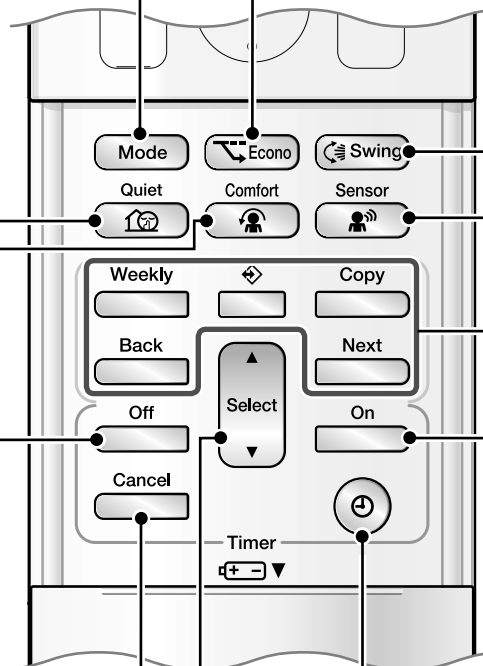 Mode
Econo
Swing
Quiet
Comfort
Sensor
Weekly
Copy
Back
Next
Select
Off
On
Cancel
Timer